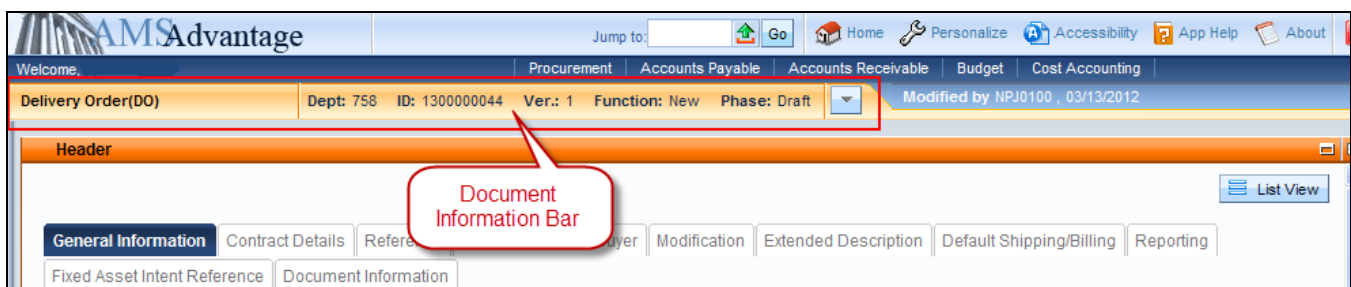 AMSAdvantage
Jump to: Go Home Personalize Accessibility App Help About
Welcome,
Procurement Accounts Payable Accounts Receivable Budget Cost Accounting
Delivery Order(DO) Dept: 758 ID: 1300000044 Ver.: 1 Function: New Phase: Draft Modified by NPJ0100 , 03/13/2012
Header
List View
Document
Information Bar
General Information Contract Details Modification Extended Description Default Shipping/Billing Reporting
Fixed Asset Intent Reference Document Information